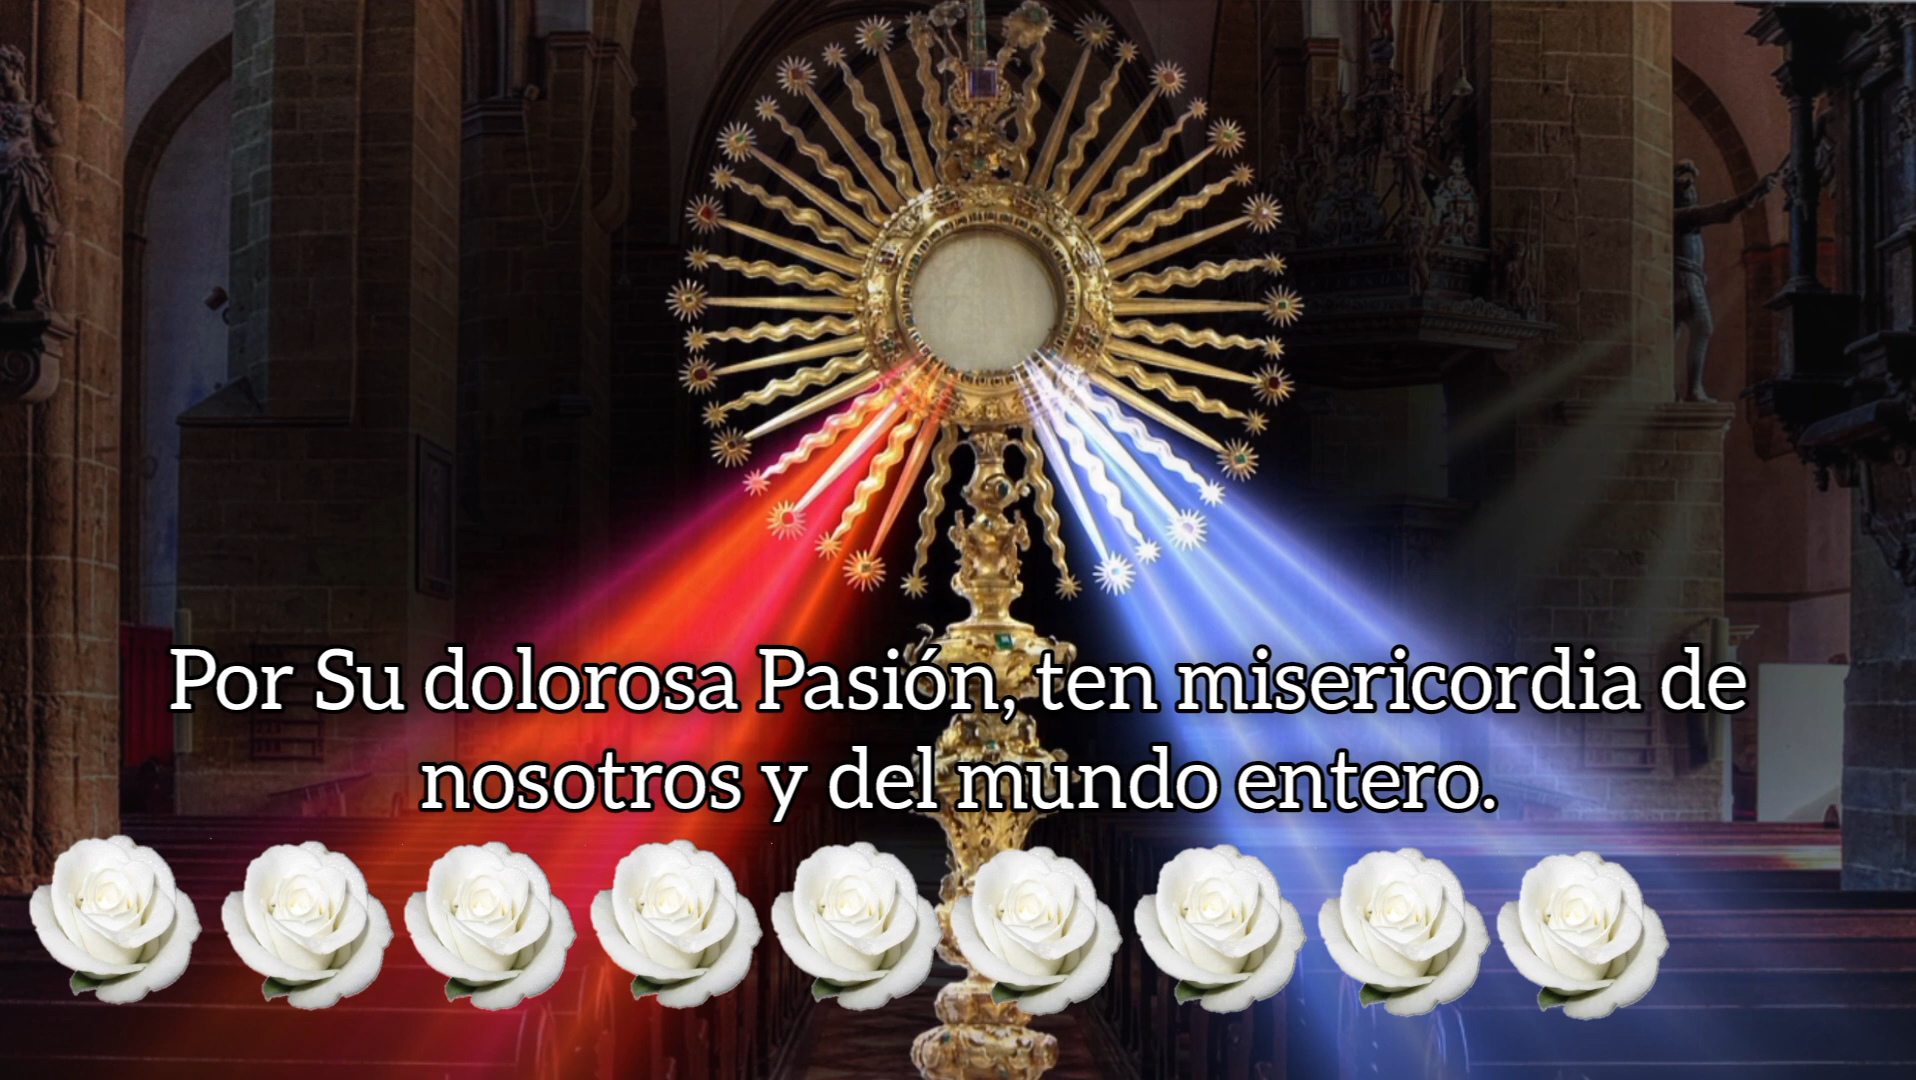 Por Su dolorosa Pasión, ten misericordia de
nosotros y del mundo entero.